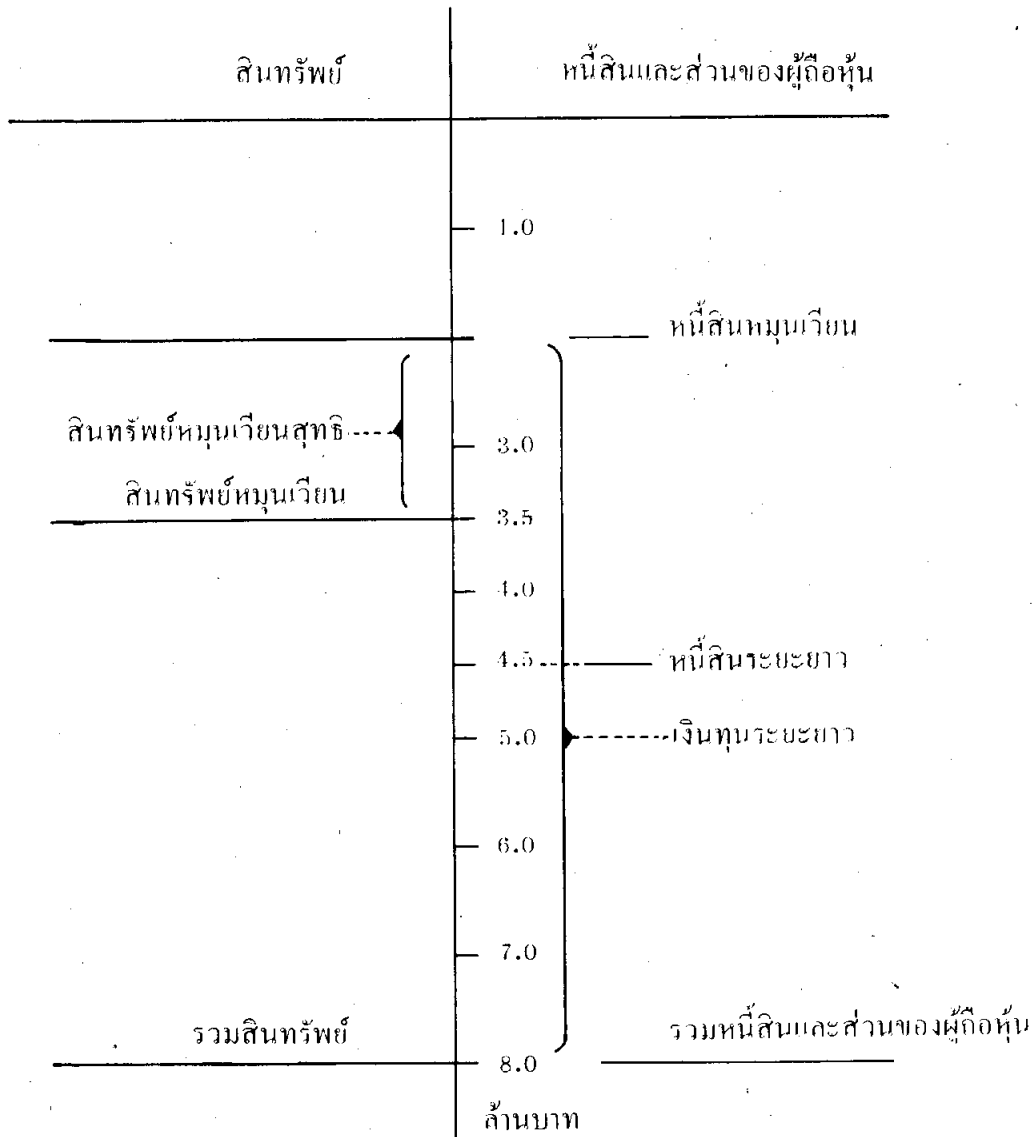 สินทรัพย์
หนี้สินและส่วนของผู้ถือหุ้น
1.0
หนี้สินหมุนเวียน
สินทรัพย์หมุนเวียนสุทธิ
3.0
สินทรัพย์หมุนเวียน
3.5
4.0
4.5
หนี้สินระยะยาว
5.0
เงินทุนระยะยาว
6.0
7.0
รวมสินทรัพย์
รวมหนี้สินและส่วนของผู้ถือหุ้น
8.0
ล้านบาท